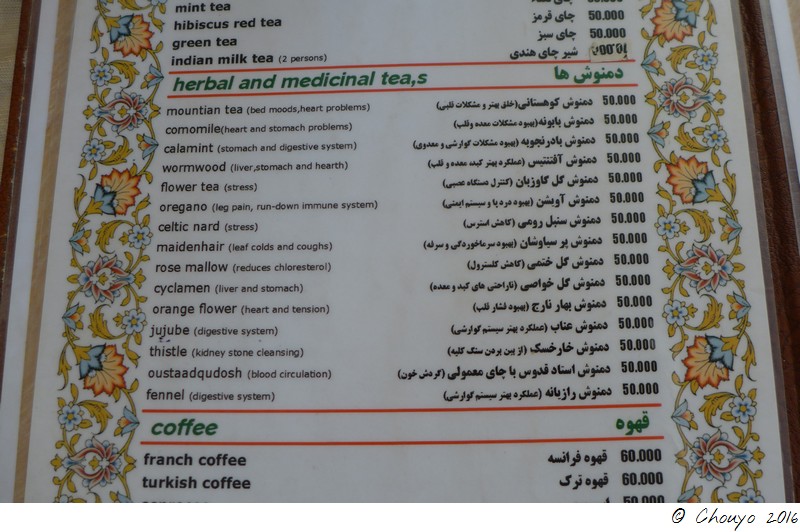 mint tea
hibiscus red tea چای قرمز 50.000
green tea چای سبز 50.000
indian milk tea (2 persons) شیر چای هندی
herbal and medicinal tea,s دمنوش ها
mountian tea (bed moods,heart problems) دمنوش کوهستانی(خلق بهتر و مشکلات قلبی) 50.000
comomile(heart and stomach problems) دمنوش بابونه(بهبود مشکلات معده وقلب) 50.000
calamint (stomach and digestive system) دمنوش بادرنجویه (بهبود مشکلات گوارشی و معدوی) 50.000
wormwood (liver,stomach and hearth) دمنوش آفتنتیس (عملکرد بهتر کبد معده و قلب) 50.000
flower tea (stress) دمنوش گل گاوزبان (کنترل دستگاه عصبی) 50.000
oregano (leg pain, run-down immune system) دمنوش آویشن (بهبود درد پا و سیستم ایمنی) 50.000
celtic nard (stress) دمنوش سنبل رومی (کاهش استرس) 50.000
maidenhair (leaf colds and coughs) دمنوش پر سیاوشان (بهبود سرماخوردگی و سرفه) 50.000
rose mallow (reduces chloresterol) دمنوش گل ختمی (کاهش کلسترول) 50.000
cyclamen (liver and stomach) دمنوش گل خواصی (ناراحتی های کبد و معده) 50.000
orange flower (heart and tension) دمنوش بهار نارج (بهبود فشار قلب) 50.000
jujube (digestive system) دمنوش عناب (عملکرد بهتر سیستم گوارشی) 50.000
thistle (kidney stone cleansing) دمنوش خارخسک (از بین بردن سنگ کلیه) 50.000
oustaadqudosh (blood circulation) دمنوش استاد قدوس با چای معمولی (گردش خون) 50.000
fennel (digestive system) دمنوش رازیانه (عملکرد بهتر سیستم گوارشی) 50.000
coffee قهوه
franch coffee قهوه فرانسه 60.000
turkish coffee قهوه ترک 60.000
50.000
© Chouyo 2016